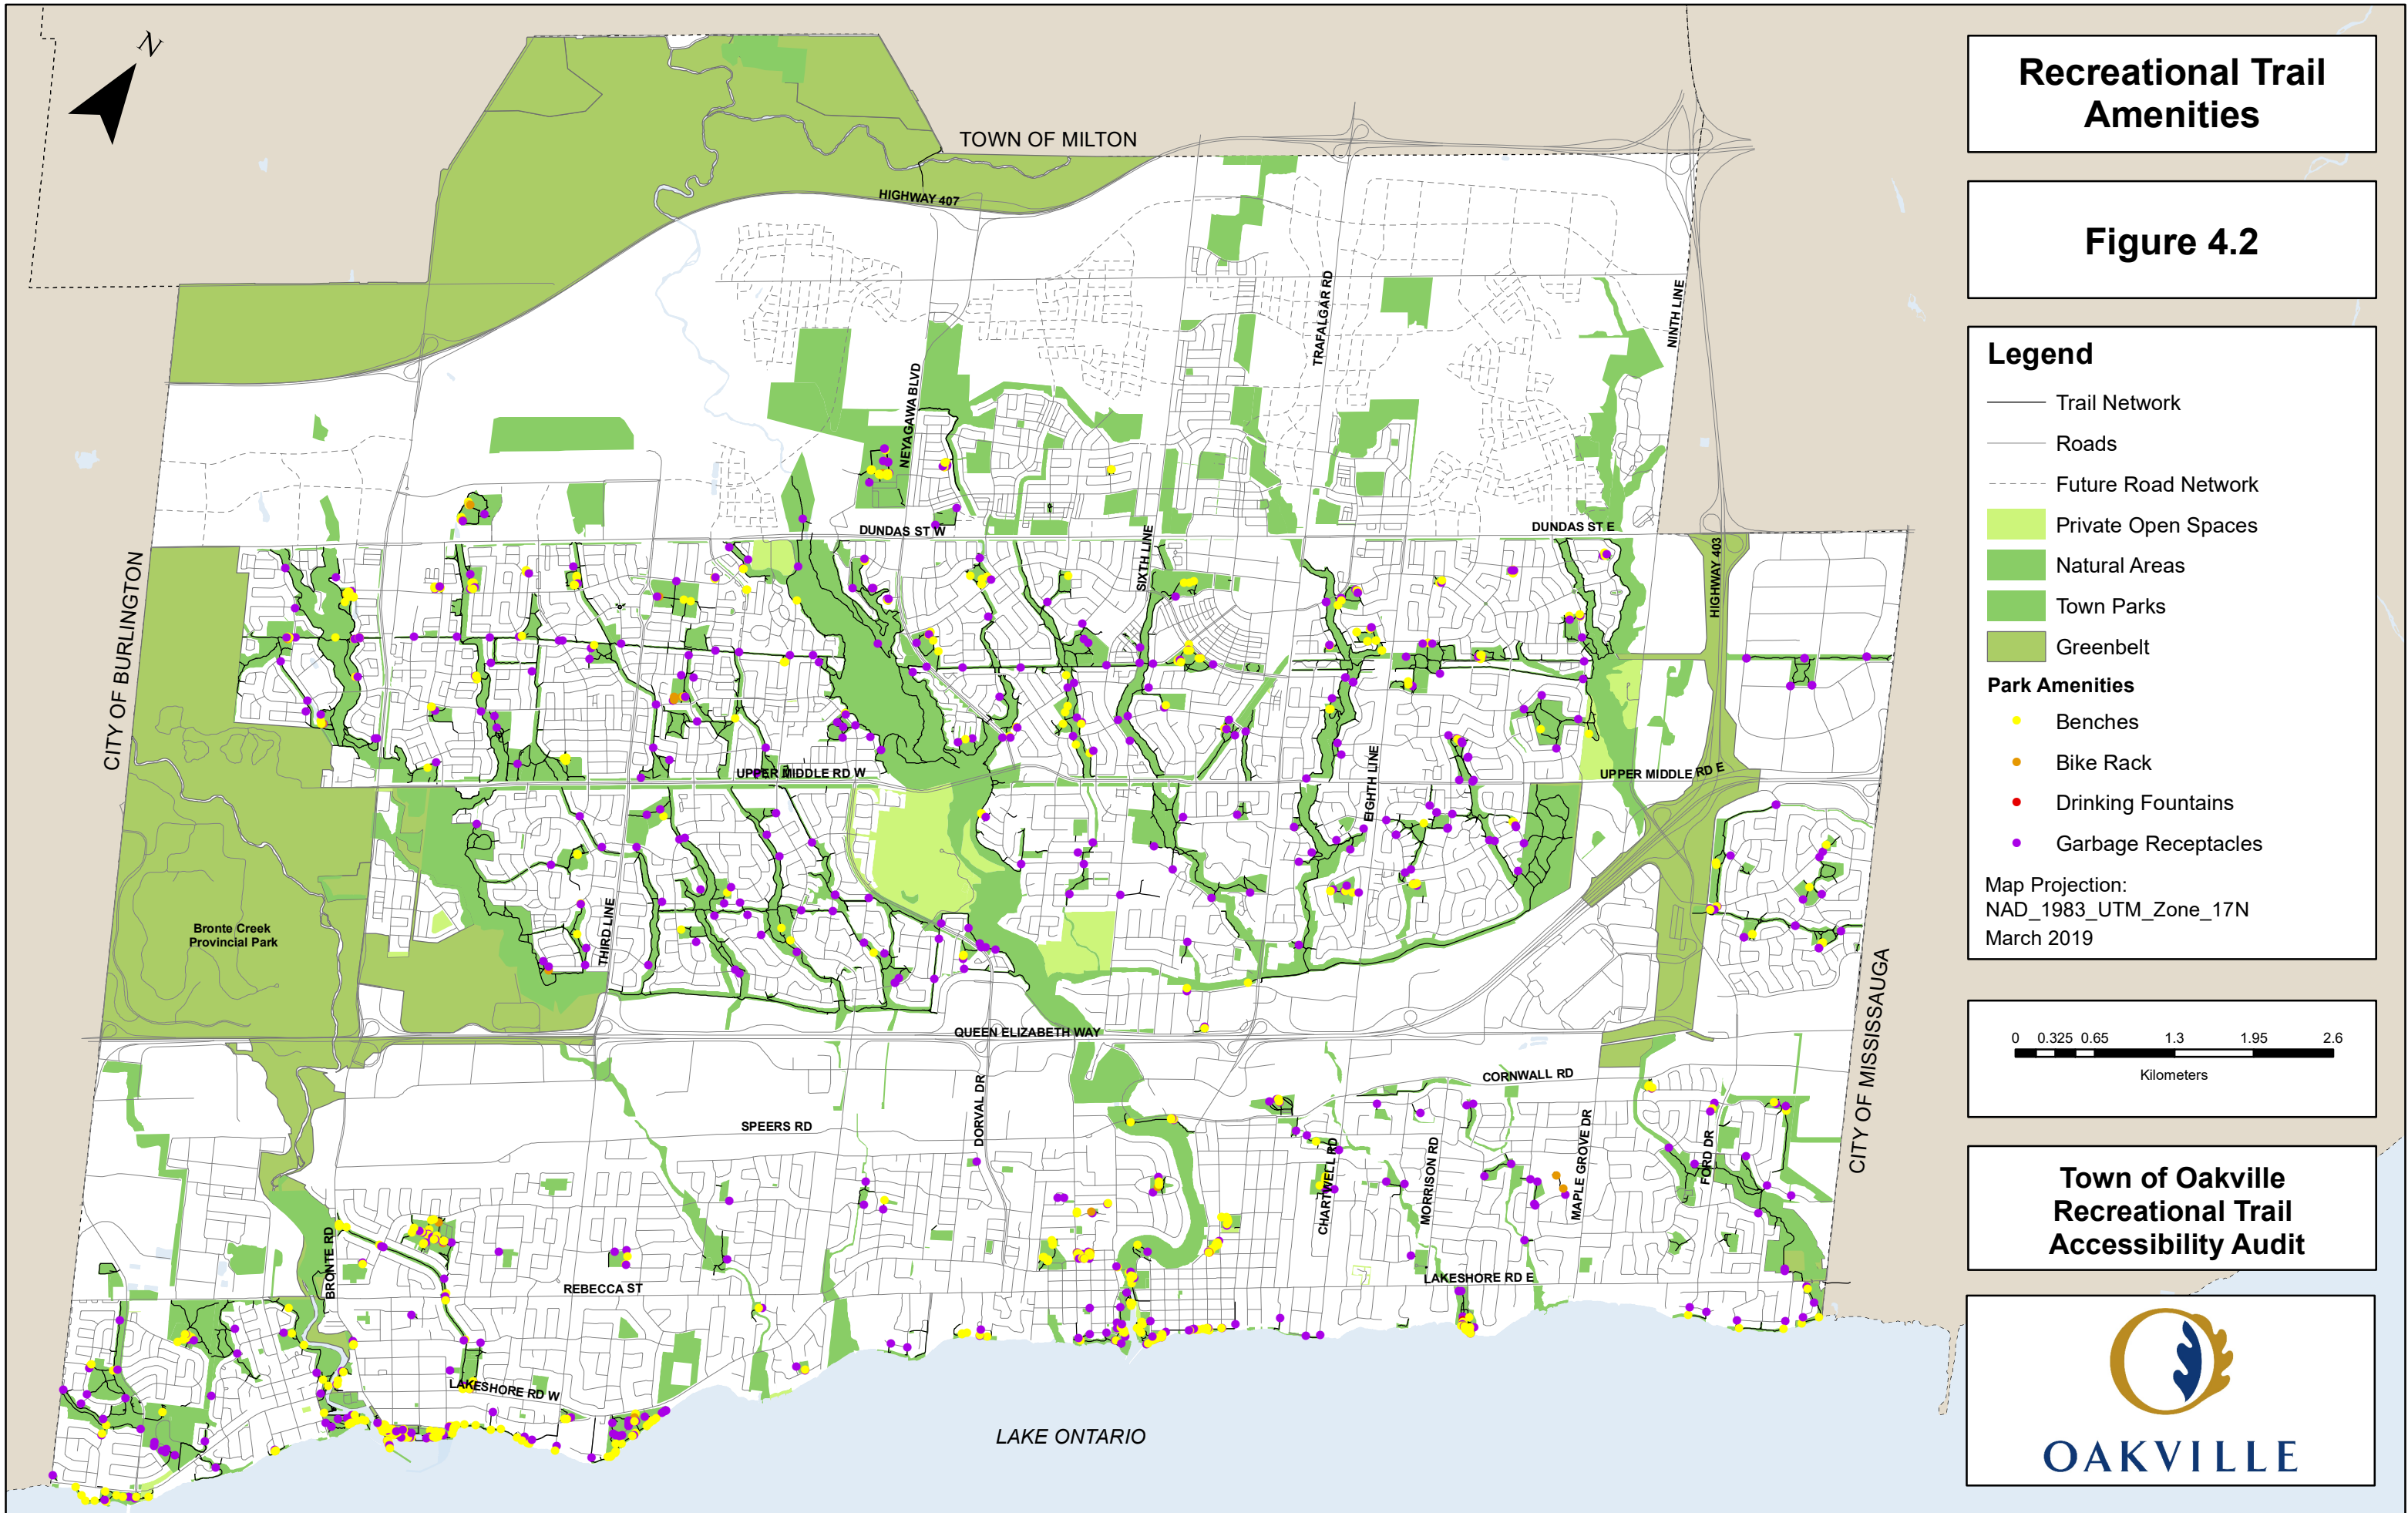 N
TOWN OF MILTON
HIGHWAY 407
TRAFALGAR RD
NINTH LINE
NEYAGAWA BLVD
DUNDAS ST W
SIXTH LINE
DUNDAS ST E
HIGHWAY 403
CITY OF BURLINGTON
UPPER MIDDLE RD W
EIGHTH LINE
UPPER MIDDLE RD E
Bronte Creek
Provincial Park
THIRD LINE
CITY OF MISSISSAUGA
QUEEN ELIZABETH WAY
CORNWALL RD
DORVAL DR
SPEERS RD
CHARTWELL RD
MORRISON RD
MAPLE GROVE DR
FORD DR
BRONTE RD
REBECCA ST
LAKESHORE RD E
LAKESHORE RD W
LAKE ONTARIO
Recreational Trail
Amenities
Figure 4.2
Legend
Trail Network
Roads
Future Road Network
Private Open Spaces
Natural Areas
Town Parks
Greenbelt
Park Amenities
Benches
Bike Rack
Drinking Fountains
Garbage Receptacles
Map Projection:
NAD_1983_UTM_Zone_17N
March 2019
0 0.325 0.65 1.3 1.95 2.6
Kilometers
Town of Oakville
Recreational Trail
Accessibility Audit
OAKVILLE